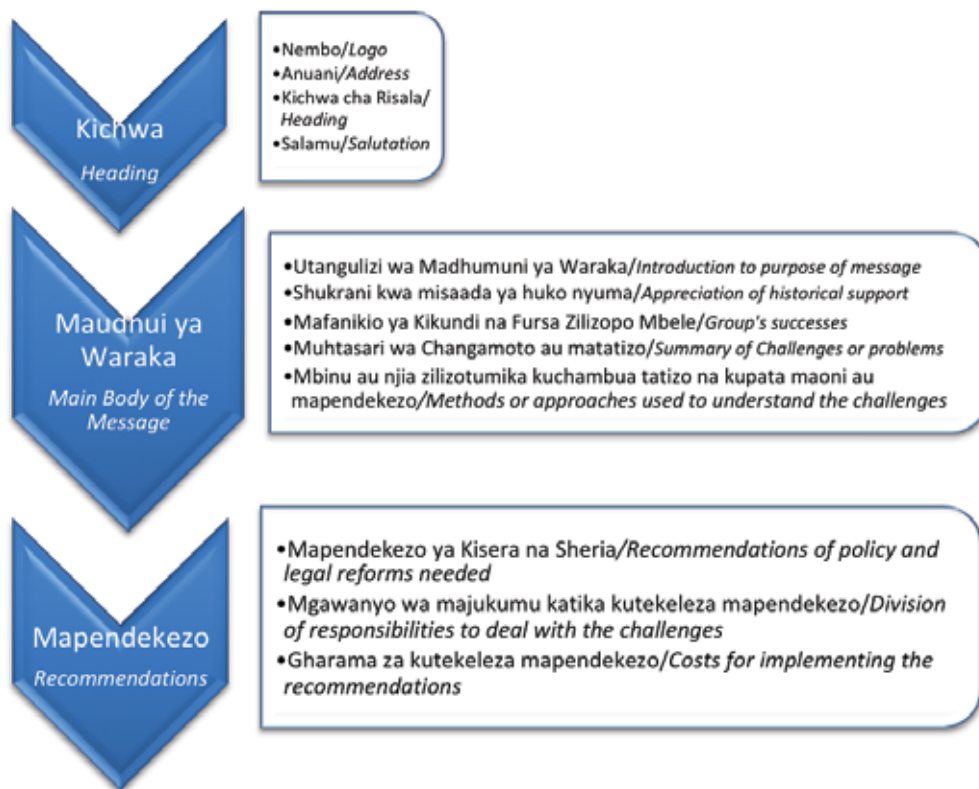 Kichwa
Heading
•Nembo/Logo
•Anuani/Address
•Kichwa cha Risala/
Heading
•Salamu/Salutation
Maudhui ya
Waraka
Main Body of the
Message
•Utangulizi wa Madhumuni ya Waraka/Introduction to purpose of message
•Shukrani kwa misaada ya huko nyuma/Appreciation of historical support
•Mafanikio ya Kikundi na Fursa Zilizopo Mbele/Group's successes
•Muhtasari wa Changamoto au matatizo/Summary of Challenges or problems
•Mbinu au njia zilizotumika kuchambua tatizo na kupata maoni au
mapendekezo/Methods or approaches used to understand the challenges
Mapendekezo
Recommendations
•Mapendekezo ya Kisera na Sheria/Recommendations of policy and
legal reforms needed
•Mgawanyo wa majukumu katika kutekeleza mapendekezo/Division
of responsibilities to deal with the challenges
•Gharama za kutekeleza mapendekezo/Costs for implementing the
recommendations